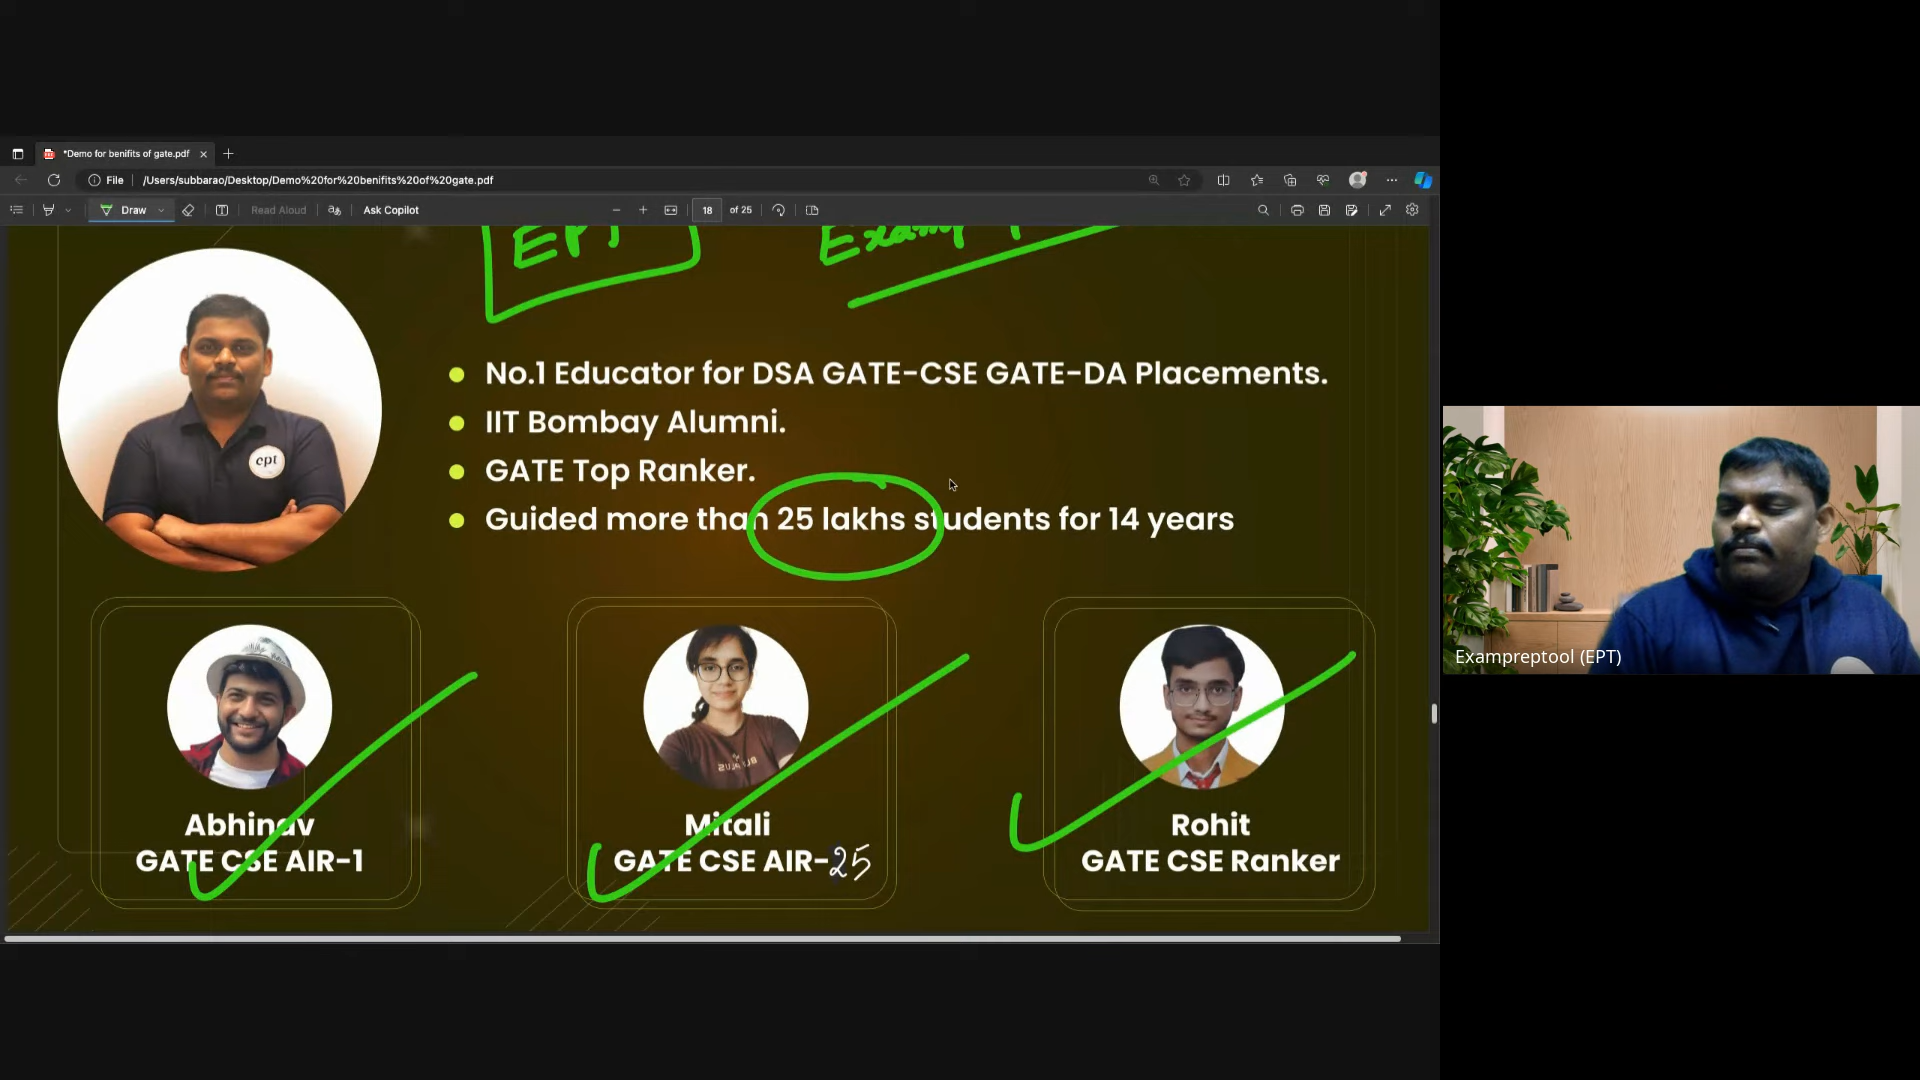 *Demo for benifits of gate.pdf
File
/Users/subbarao/Desktop/Demo%20for%20benifits%20of%20gate.pdf
Draw
Read Aloud
Ask Copilot
18
of 25
EPT
Examp
No.1 Educator for DSA GATE-CSE GATE-DA Placements.
IIT Bombay Alumni.
GATE Top Ranker.
Guided more than 25 lakhs students for 14 years
ept
Abhinav
GATE CSE AIR-1
Mitali
GATE CSE AIR-25
Rohit
GATE CSE Ranker
Exampreptool (EPT)